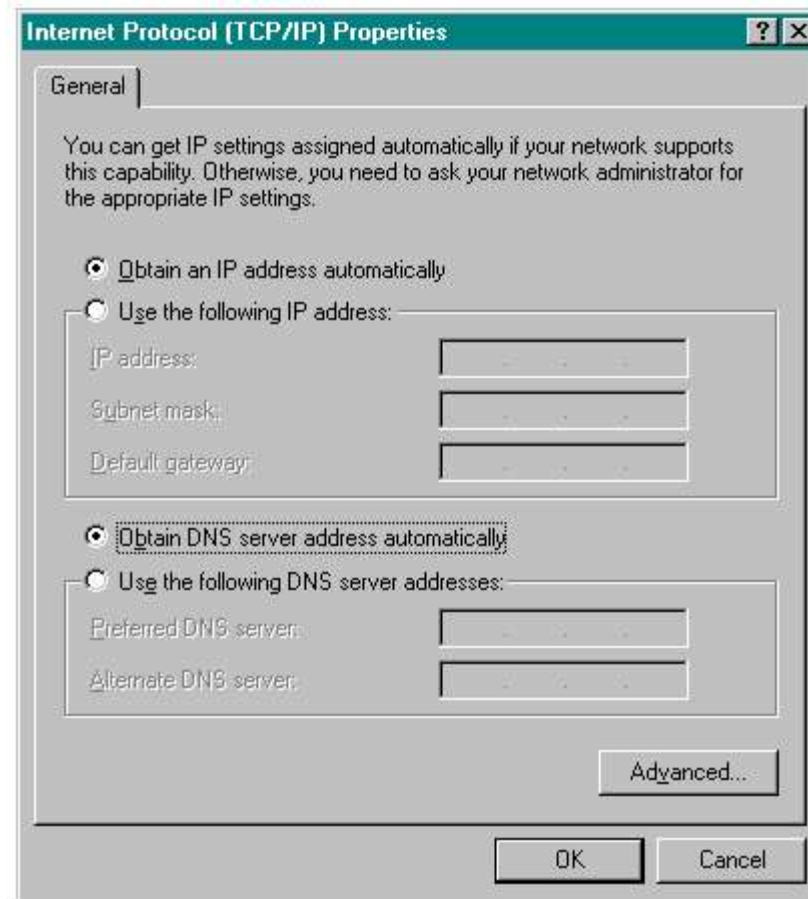 Internet Protocol (TCP/IP) Properties
General
You can get IP settings assigned automatically if your network supports
this capability. Otherwise, you need to ask your network administrator for
the appropriate IP settings.
Obtain an IP address automatically
Use the following IP address:
IP address:
Subnet mask:
Default gateway:
Obtain DNS server address automatically
Use the following DNS server addresses:
Preferred DNS server:
Alternate DNS server:
Advanced...
OK
Cancel